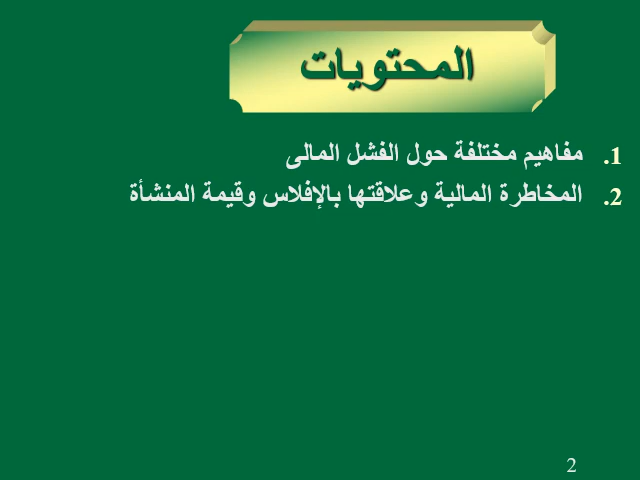 المحتويات
1. مفاهيم مختلفة حول الفشل المالى
2. المخاطرة المالية وعلاقتها بالإفلاس وقيمة المنشأة
2